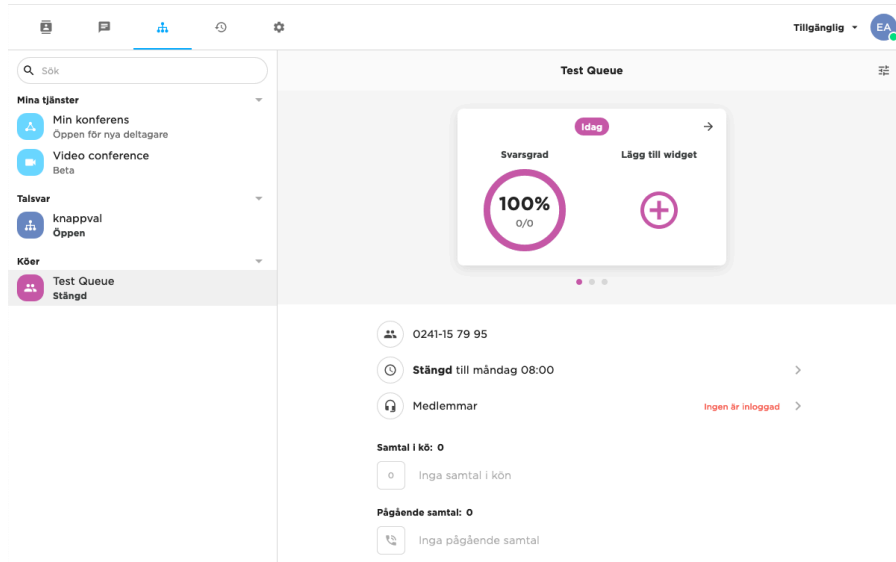 Tillgänglig
EA
Sök
Mina tjänster
Min konferens
Öppen för nya deltagare
Video conference
Beta
Talsvar
knappval
Öppen
Köer
Test Queue
Stängd
Test Queue
Idag
Svarsgrad
Lägg till widget
100%
0/0
0241-15 79 95
Stängd till måndag 08:00
Medlemmar
Ingen är inloggad
Samtal i kö: 0
0
Inga samtal i kön
Pågående samtal: 0
Inga pågående samtal